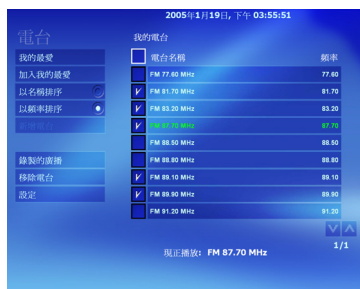 2005年1月19日, 下午 03:55:51
電台
我的電台
我的最愛
加入我的最愛
以名稱排序
以頻率排序
錄製的廣播
移除電台
設定
電台名稱 頻率
FM 77.60 MHz 77.60
FM 81.70 MHz 81.70
FM 83.20 MHz 83.20
FM 87.70 MHz 87.70
FM 88.50 MHz 88.50
FM 88.80 MHz 88.80
FM 89.10 MHz 89.10
FM 89.90 MHz 89.90
FM 91.20 MHz 91.20
1/1
現正播放: FM 87.70 MHz